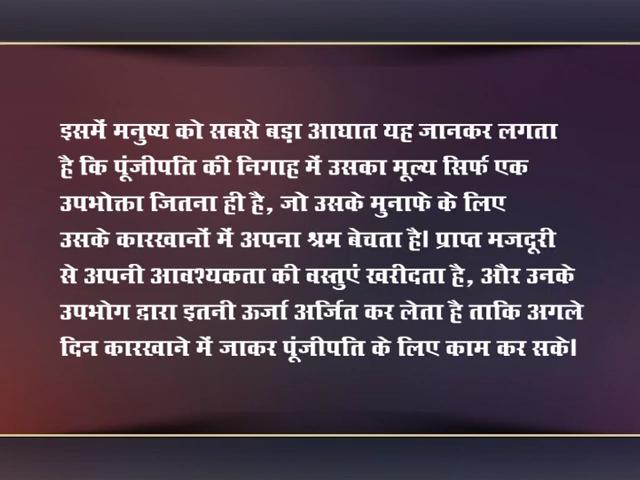 इसमें मनुष्य को सबसे बड़ा आघात यह जानकर लगता
है कि पूंजीपति की निगाह में उसका मूल्य सिर्फ एक
उपभोक्ता जितना ही है, जो उसके मुनाफे के लिए
उसके कारखानों में अपना श्रम बेचता है। प्राप्त मजदूरी
से अपनी आवश्यकता की वस्तुएं खरीदता है, और उनके
उपभोग द्वारा इतनी ऊर्जा अर्जित कर लेता है ताकि अगले
दिन कारखाने में जाकर पूंजीपति के लिए काम कर सके।